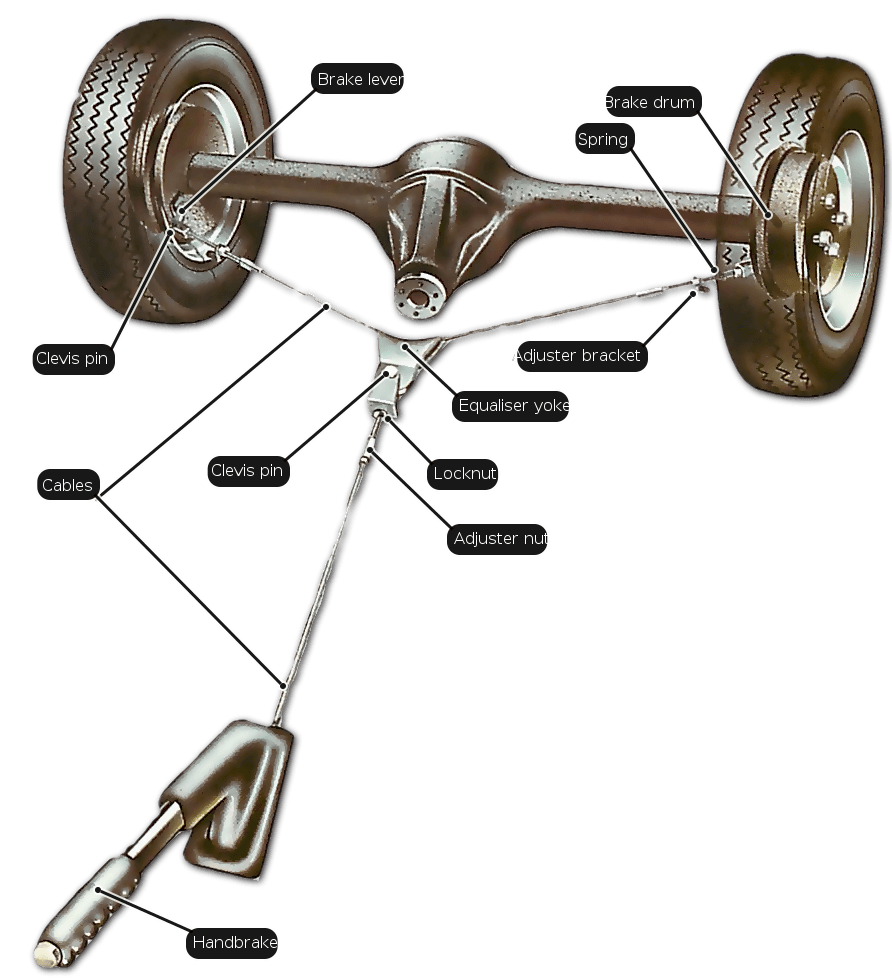 Brake lever
Brake drum
Spring
Clevis pin
Adjuster bracket
Equaliser yoke
Clevis pin
Locknut
Cables
Adjuster nut
Handbrake